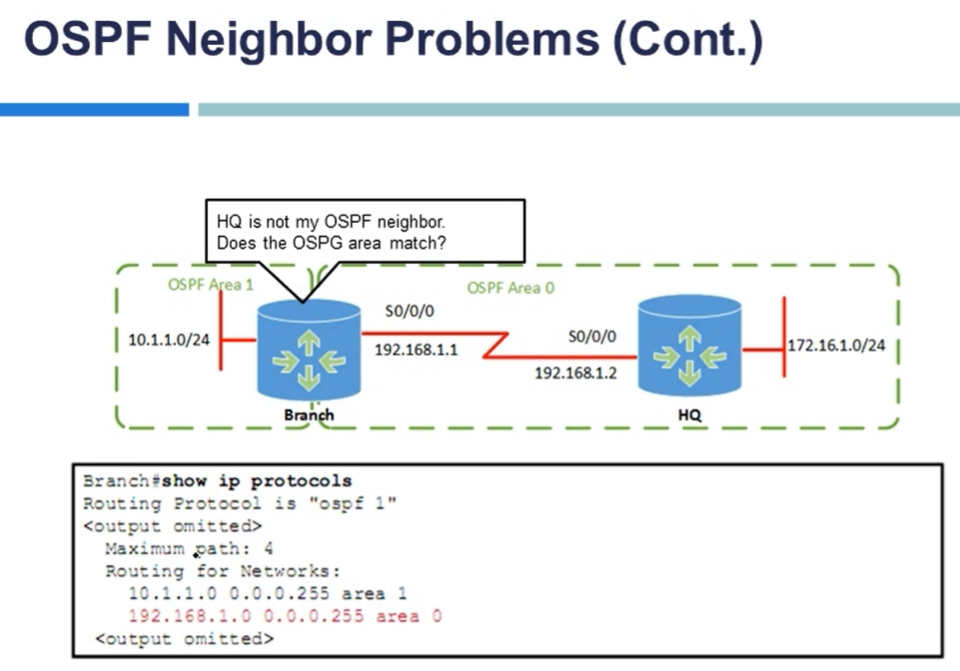 OSPF Neighbor Problems (Cont.)
HQ is not my OSPF neighbor.
Does the OSPG area match?
OSPF Area 1
OSPF Area 0
S0/0/0
10.1.1.0/24
192.168.1.1
S0/0/0
172.16.1.0/24
192.168.1.2
Branch
HQ
Branch#show ip protocols
Routing Protocol is "ospf 1"
<output omitted>
Maximum path: 4
Routing for Networks:
10.1.1.0 0.0.0.255 area 1
192.168.1.0 0.0.0.255 area 0
<output omitted>